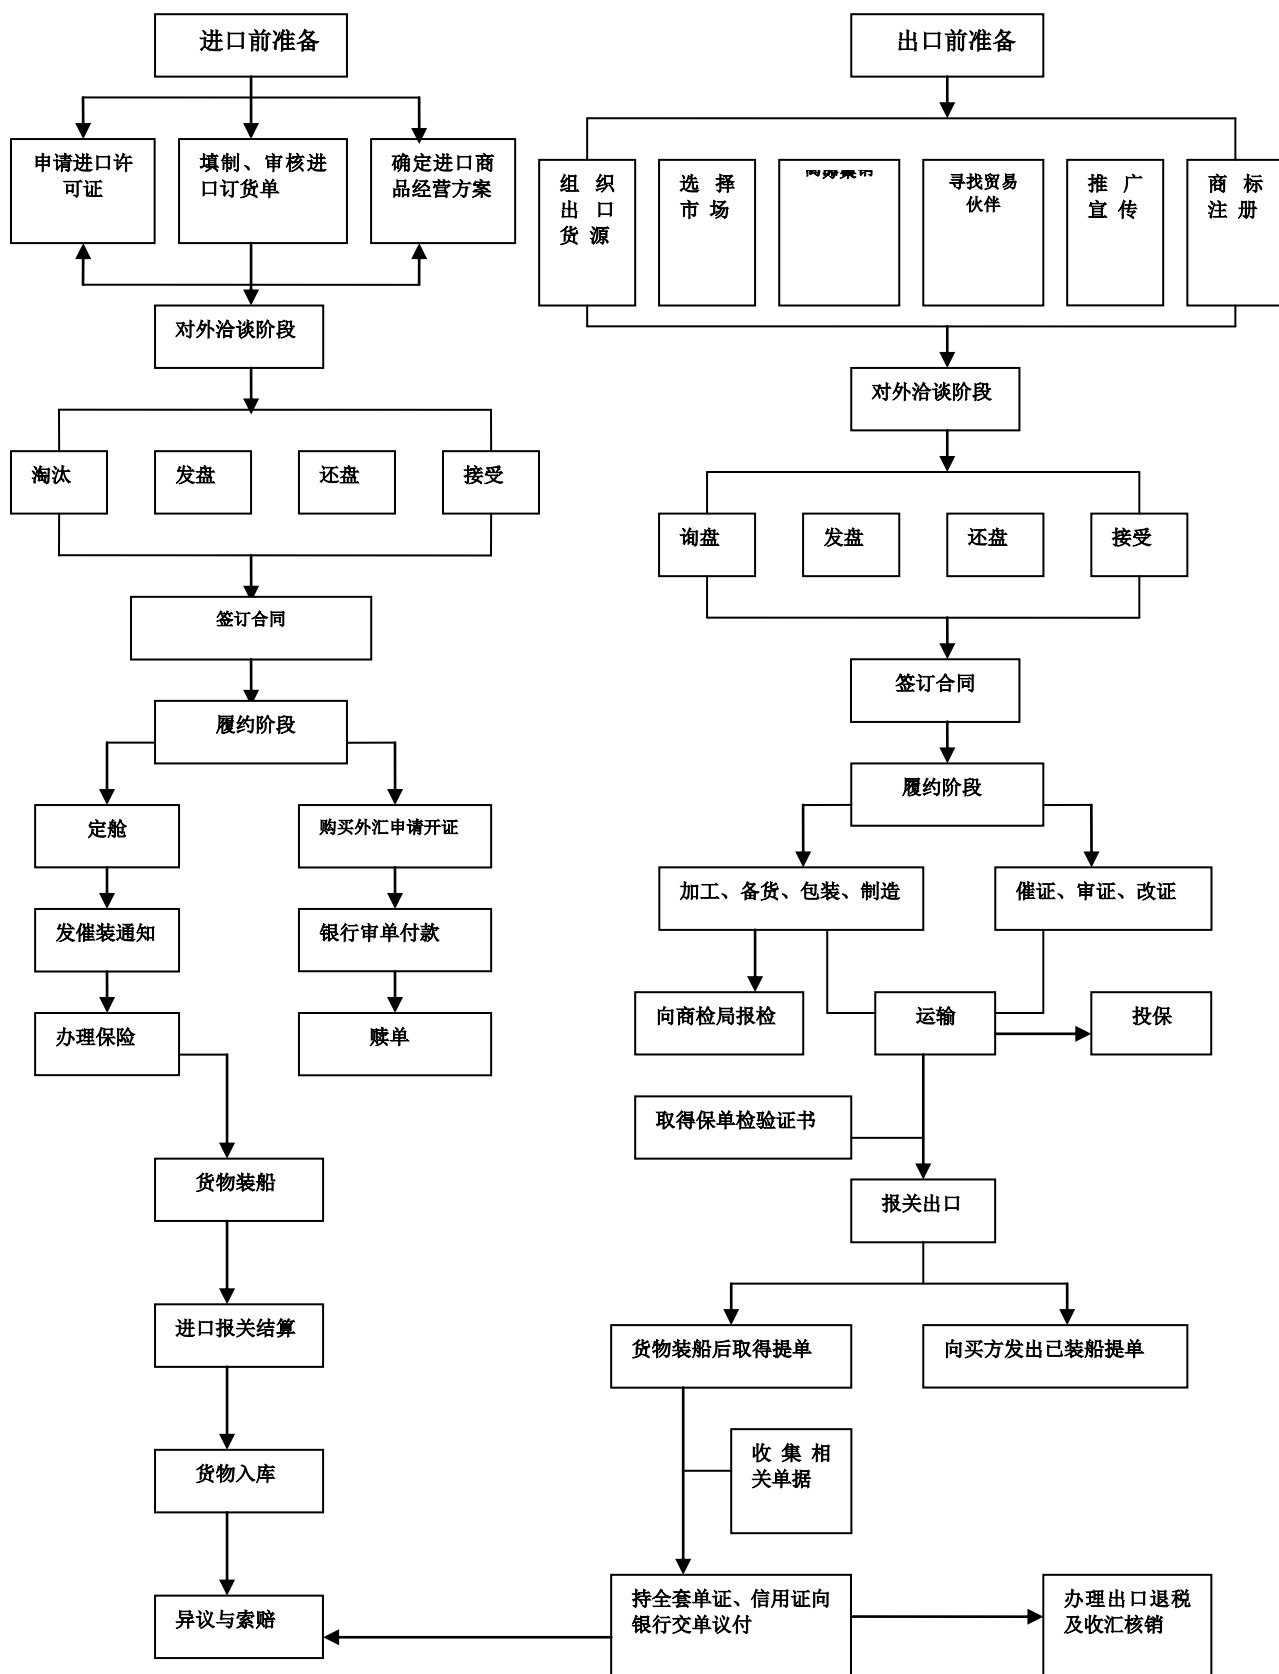 进口前准备
申请进口许
可证
填制、审核进
口订货单
确定进口商
品经营方案
对外洽谈阶段
淘汰
发盘
还盘
接受
签订合同
履约阶段
定舱
购买外汇申请开证
发催装通知
银行审单付款
办理保险
赎单
货物装船
进口报关结算
货物入库
异议与索赔
出口前准备
组 织
出 口
货 源
选 择
市 场
寻找贸易
伙伴
推 广
宣 传
商 标
注 册
对外洽谈阶段
询盘
发盘
还盘
接受
签订合同
履约阶段
加工、备货、包装、制造
催证、审证、改证
向商检局报检
运输
投保
取得保单检验证书
报关出口
货物装船后取得提单
向买方发出已装船提单
收 集 相
关单据
持全套单证、信用证向
银行交单议付
办理出口退税
及收汇核销